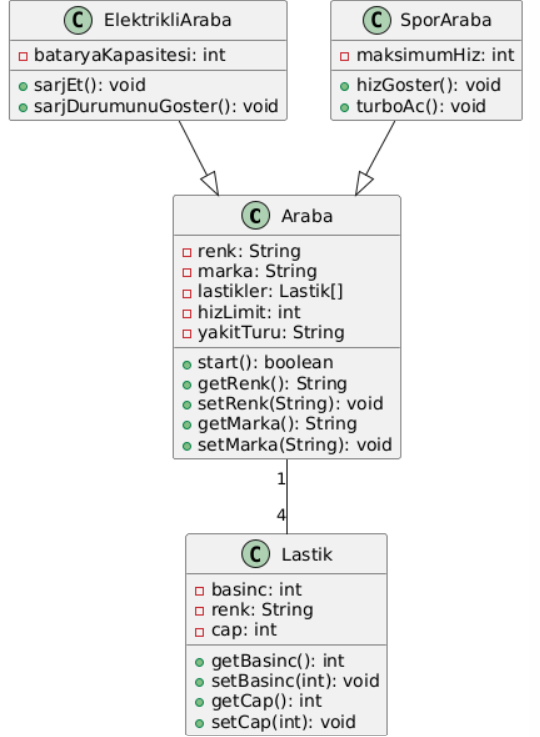 C ElektrikliAraba
bataryaKapasitesi: int
sarjEt(): void
sarjDurumunuGoster(): void
C SporAraba
maksimumHiz: int
hizGoster(): void
turboAc(): void
C Araba
renk: String
marka: String
lastikler: Lastik[]
hizLimit: int
yakitTuru: String
start(): boolean
getRenk(): String
setRenk(String): void
getMarka(): String
setMarka(String): void
1
4
C Lastik
basinc: int
renk: String
cap: int
getBasinc(): int
setBasinc(int): void
getCap(): int
setCap(int): void